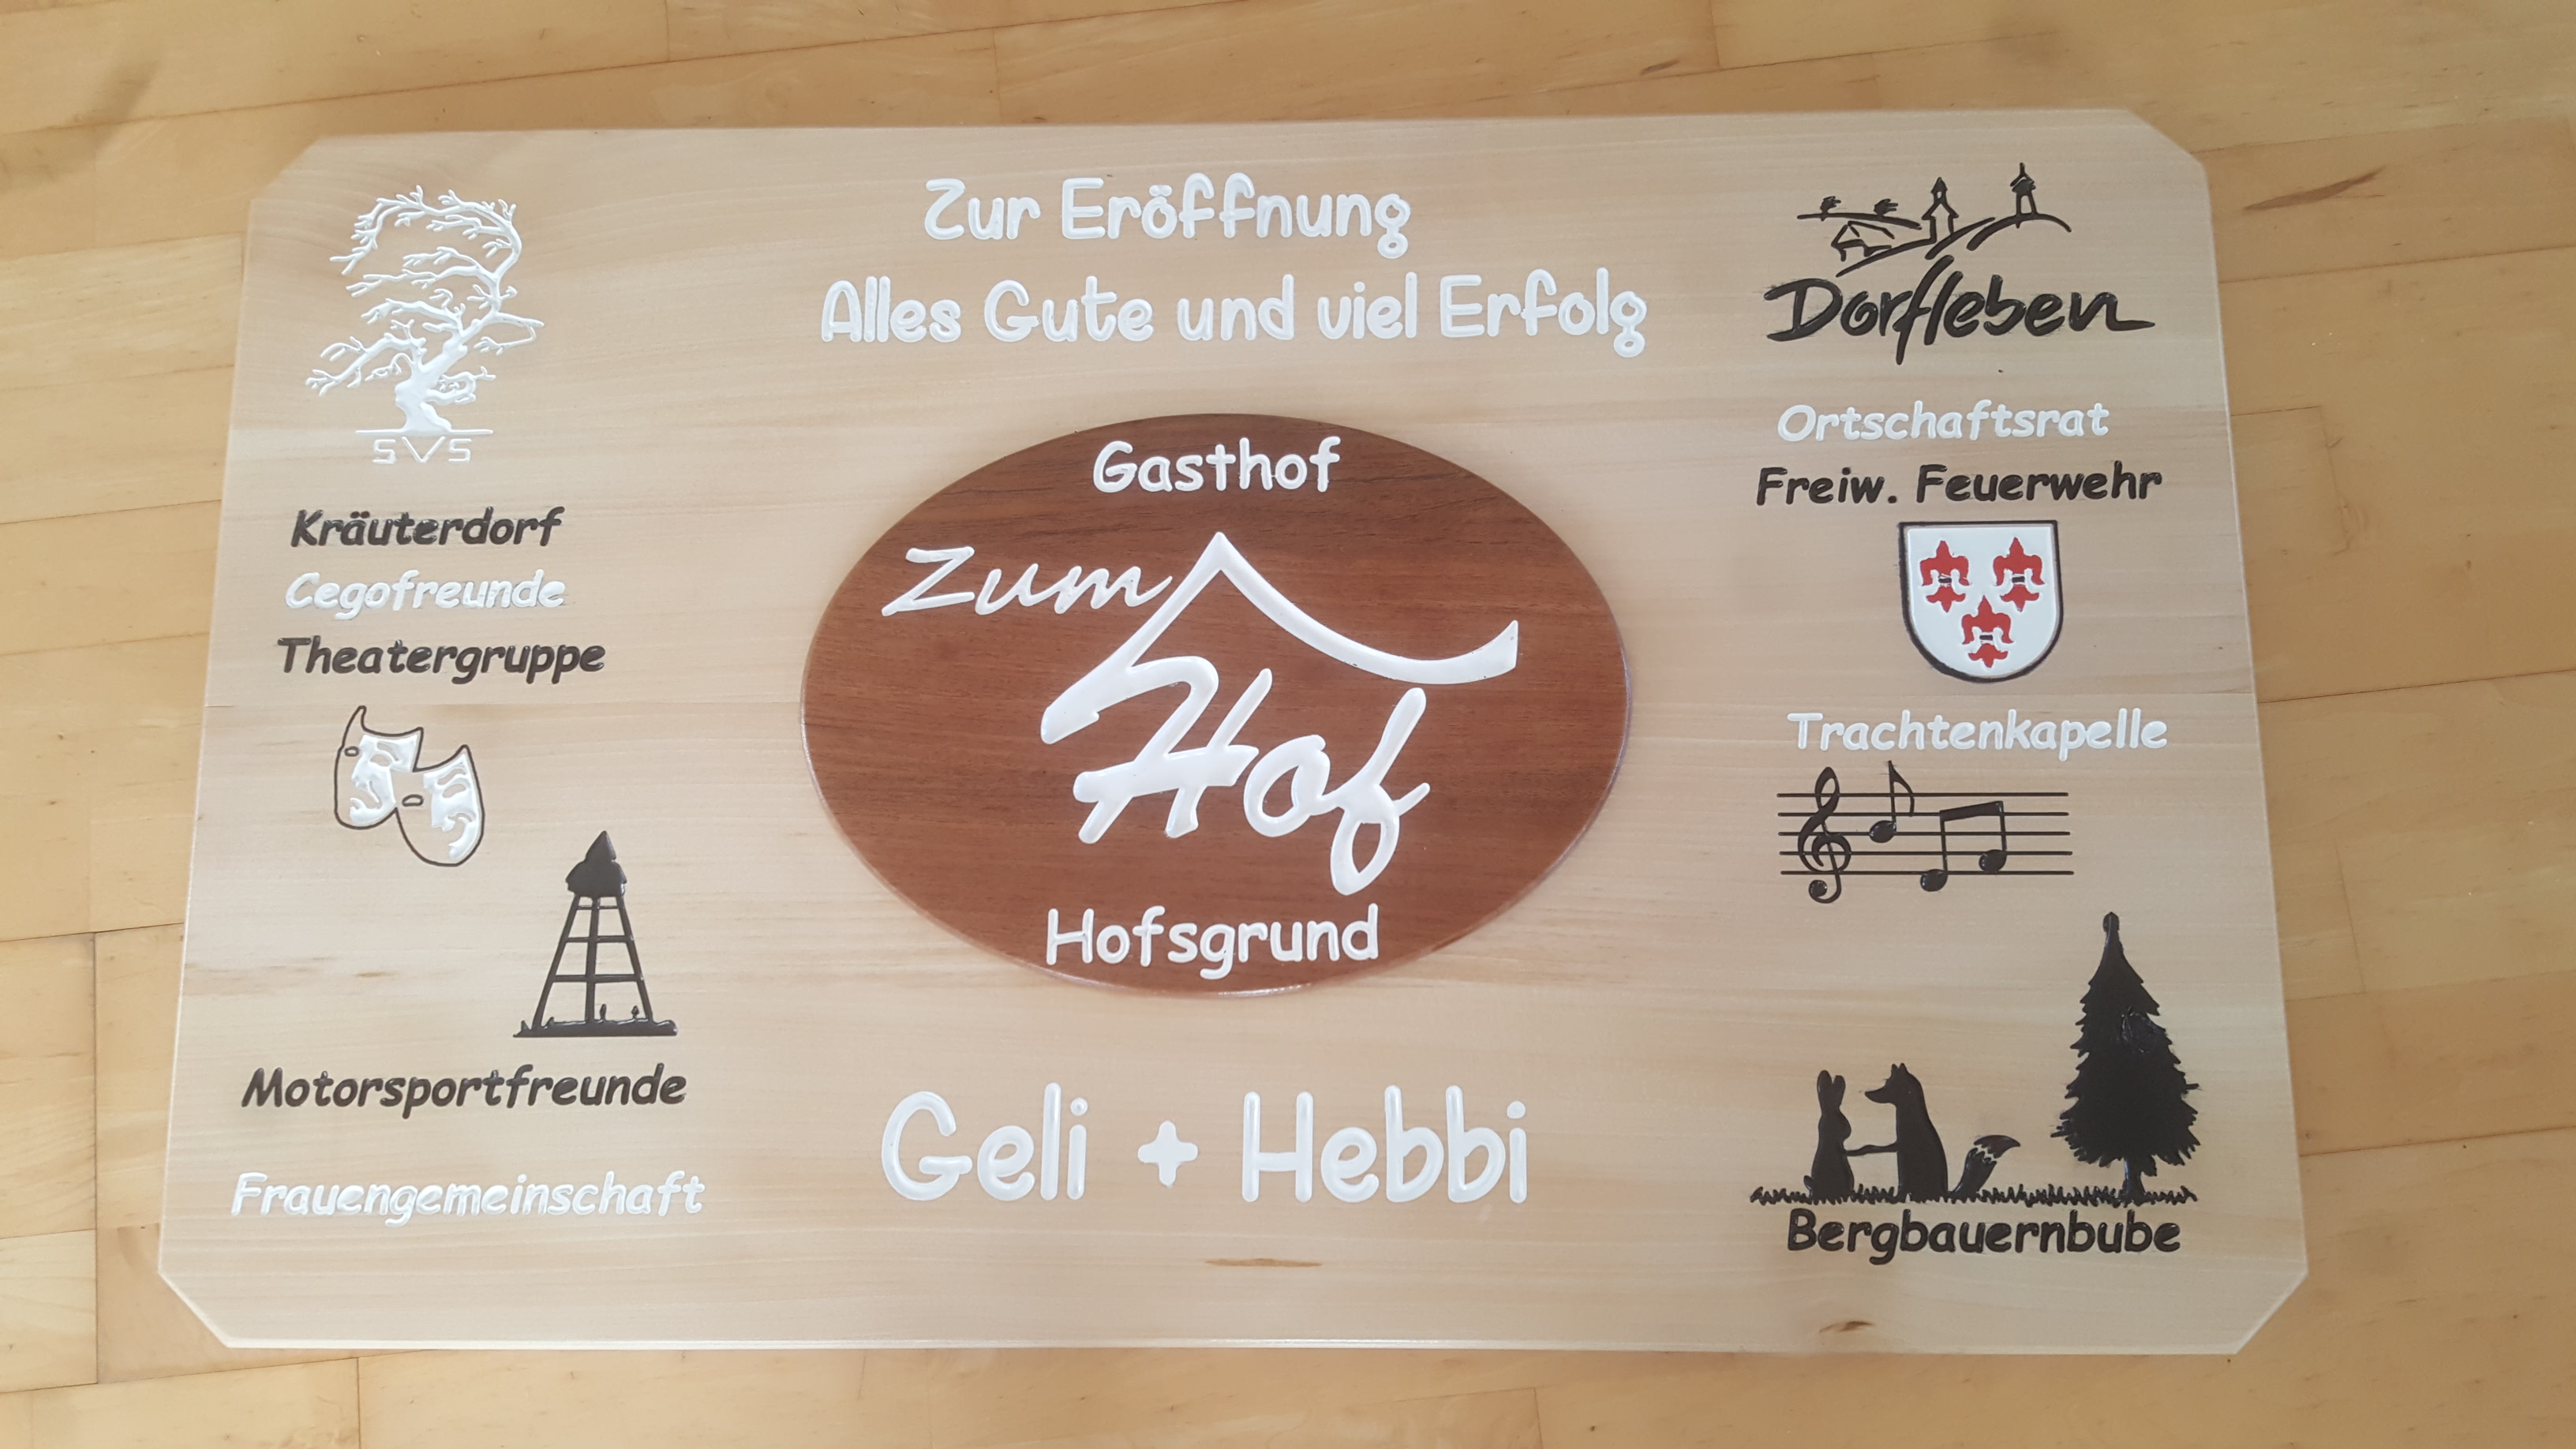 Zur Eröffnung
Alles Gute und viel Erfolg
SVS
Kräuterdorf
Cegofreunde
Theatergruppe
Motorsportfreunde
Frauengemeinschaft
Gasthof
Zum
Hof
Hofsgrund
Geli + Hebbi
Dorfleben
Ortschaftsrat
Freiw. Feuerwehr
Trachtenkapelle
Bergbauernbube